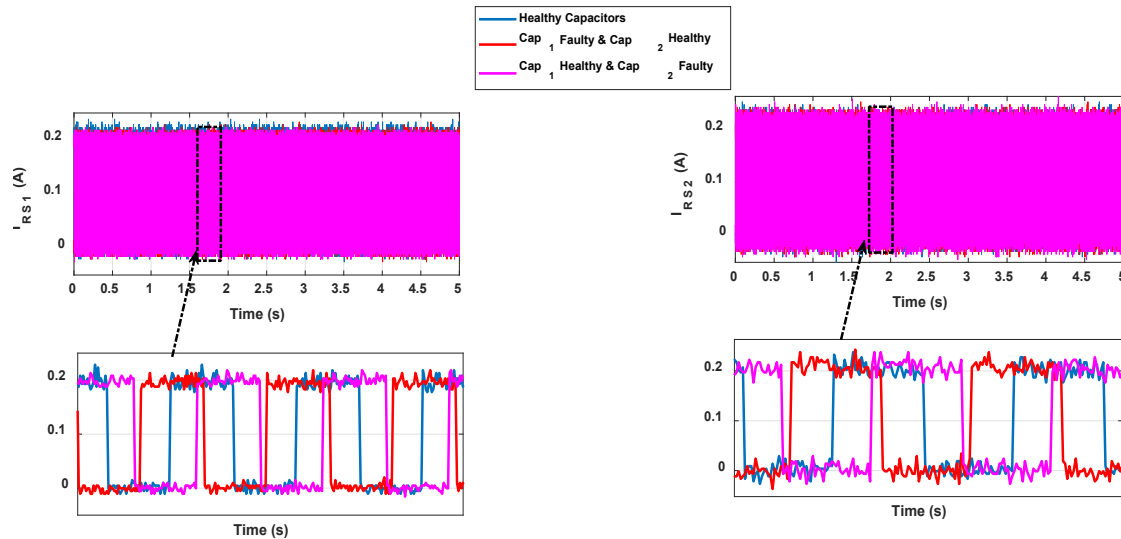 Healthy Capacitors
Cap 1 Faulty & Cap 2 Healthy
Cap 1 Healthy & Cap 2 Faulty
I RS1 (A)
0.2
0.1
0
0 0.5 1 1.5 2 2.5 3 3.5 4 4.5 5
Time (s)
I RS2 (A)
0.2
0.1
0
0 0.5 1 1.5 2 2.5 3 3.5 4 4.5 5
Time (s)
0.2
0.1
0
Time (s)
0.2
0.1
0
Time (s)